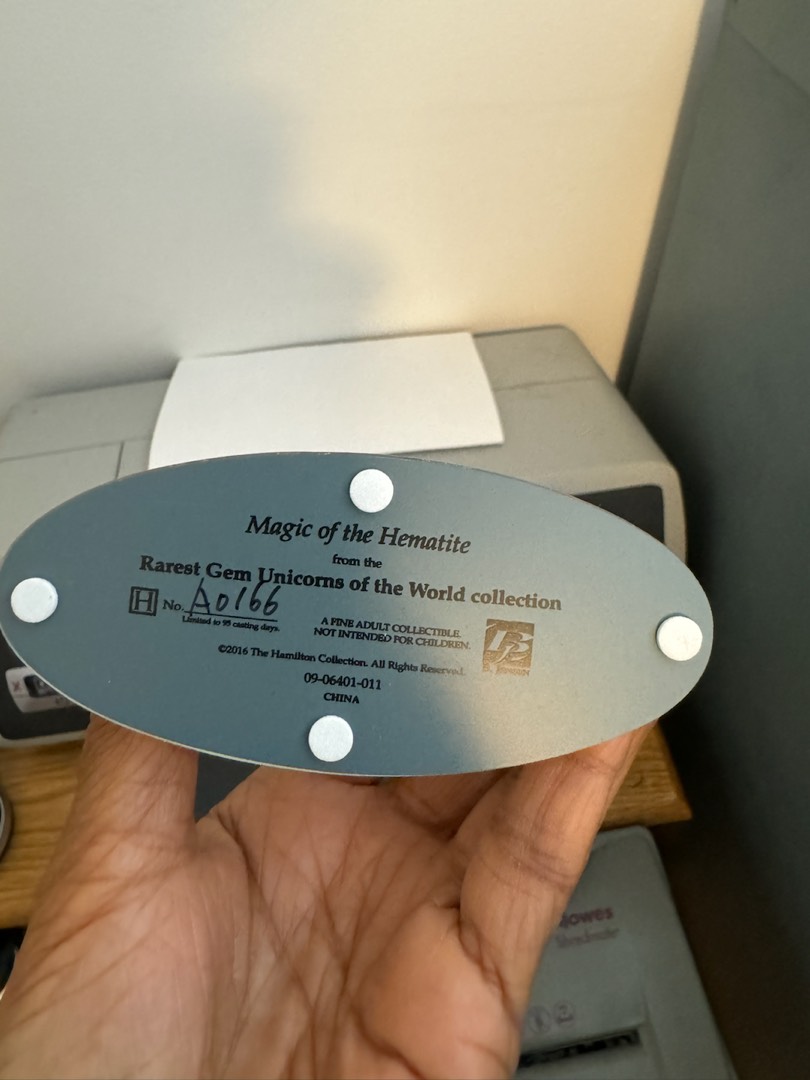 Magic of the Hematite
from the
Rarest Gem Unicorns of the World collection
H No. A0166
Limited to 95 casting days.
A FINE ADULT COLLECTIBLE.
NOT INTENDED FOR CHILDREN.
©2016 The Hamilton Collection. All Rights Reserved.
09-06401-011
CHINA